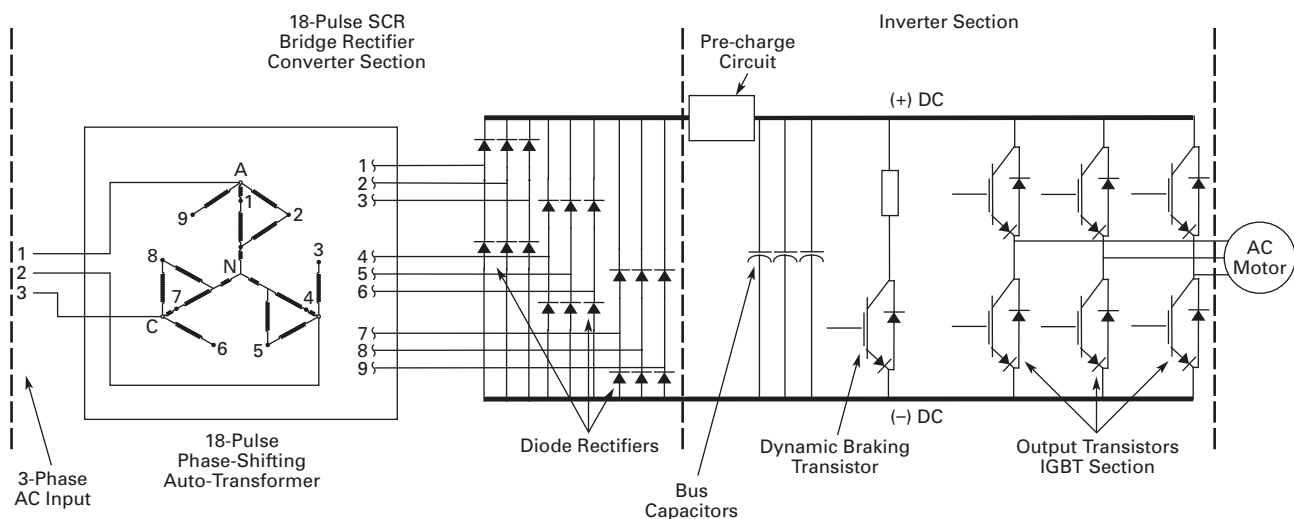 18-Pulse SCR
Bridge Rectifier
Converter Section
Inverter Section
Pre-charge
Circuit
(+) DC
A
1
9
2
8
N
3
7
4
C
6
5
1
2
3
1
2
3
4
5
6
7
8
9
AC
Motor
(–) DC
18-Pulse
Phase-Shifting
Auto-Transformer
3-Phase
AC Input
Diode Rectifiers
Bus
Capacitors
Dynamic Braking
Transistor
Output Transistors
IGBT Section